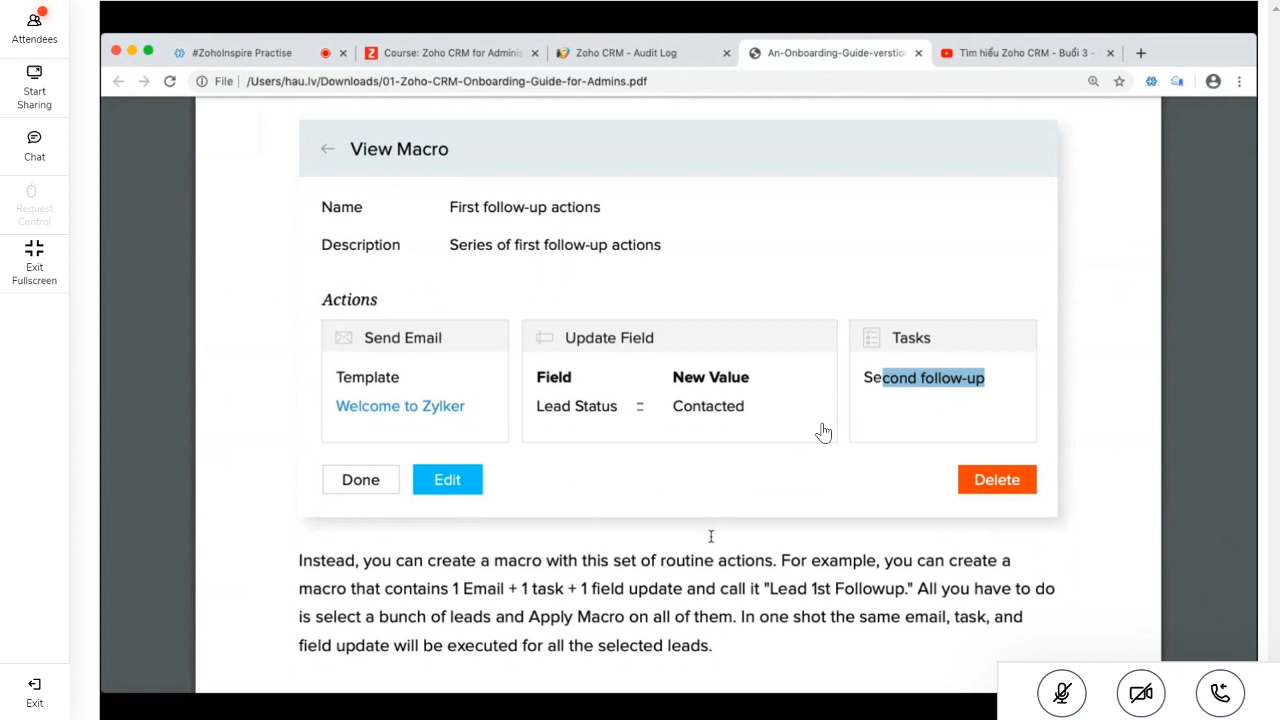 Attendees
Start
Sharing
Chat
Request
Control
Exit
Fullscreen
Exit
#ZohoInspire Practise
Course: Zoho CRM for Adminis
Zoho CRM - Audit Log
An-Onboarding-Guide-verstio
Tìm hiểu Zoho CRM - Buổi 3 -
File
/Users/hau.lv/Downloads/01-Zoho-CRM-Onboarding-Guide-for-Admins.pdf
View Macro
Name First follow-up actions
Description Series of first follow-up actions
Actions
Send Email
Template
Welcome to Zylker
Update Field
Field New Value
Lead Status = Contacted
Tasks
Second follow-up
Done
Edit
Delete
Instead, you can create a macro with this set of routine actions. For example, you can create a
macro that contains 1 Email + 1 task + 1 field update and call it "Lead 1st Followup." All you have to do
is select a bunch of leads and Apply Macro on all of them. In one shot the same email, task, and
field update will be executed for all the selected leads.